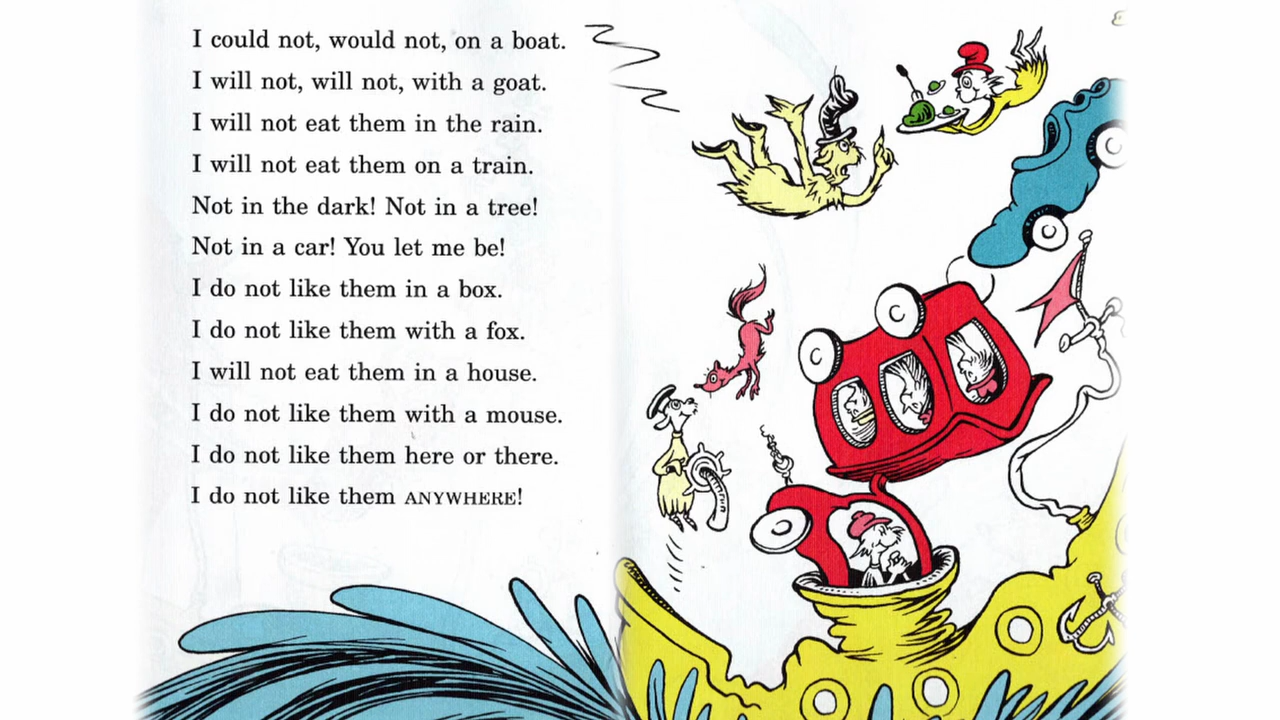 I could not, would not, on a boat.
I will not, will not, with a goat.
I will not eat them in the rain.
I will not eat them on a train.
Not in the dark! Not in a tree!
Not in a car! You let me be!
I do not like them in a box.
I do not like them with a fox.
I will not eat them in a house.
I do not like them with a mouse.
I do not like them here or there.
I do not like them ANYWHERE!